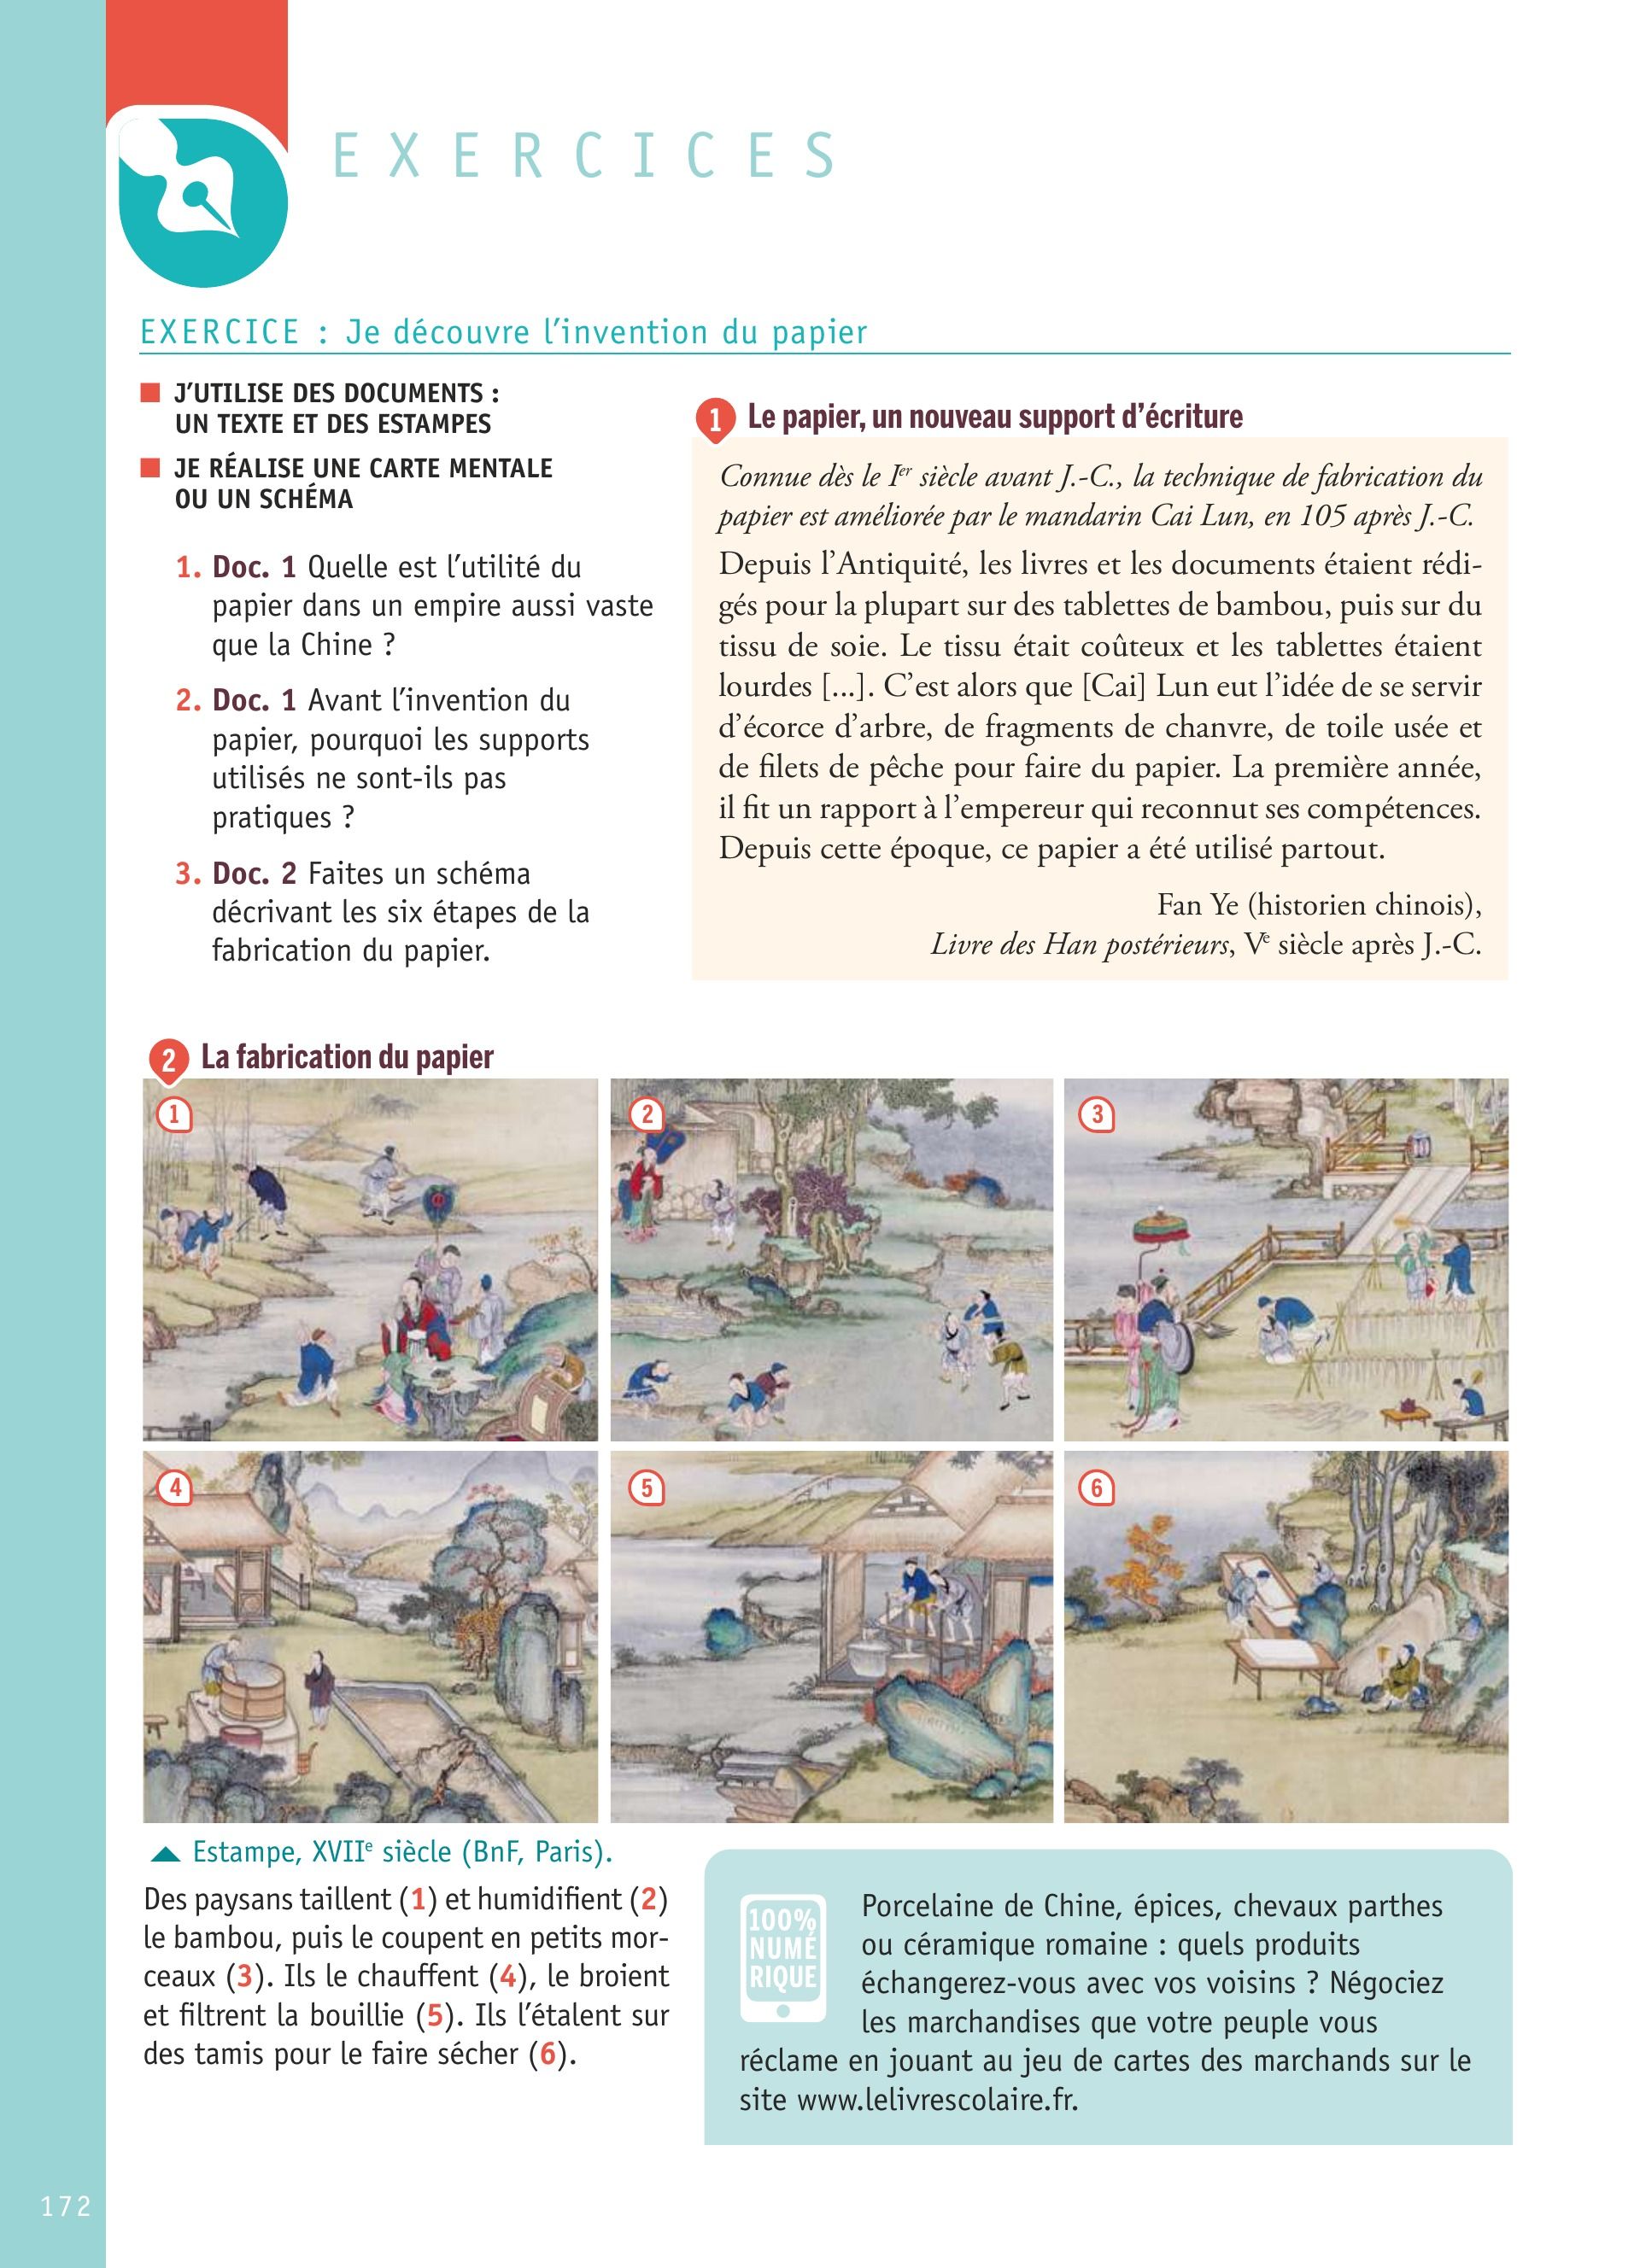 EXERCICES
EXERCICE : Je découvre l’invention du papier
J’UTILISE DES DOCUMENTS :
UN TEXTE ET DES ESTAMPES
JE RÉALISE UNE CARTE MENTALE
OU UN SCHÉMA
1. Doc. 1 Quelle est l’utilité du
papier dans un empire aussi vaste
que la Chine ?
2. Doc. 1 Avant l’invention du
papier, pourquoi les supports
utilisés ne sont-ils pas
pratiques ?
3. Doc. 2 Faites un schéma
décrivant les six étapes de la
fabrication du papier.
1 Le papier, un nouveau support d’écriture
Connue dès le Ier siècle avant J.-C., la technique de fabrication du
papier est améliorée par le mandarin Cai Lun, en 105 après J.-C.
Depuis l’Antiquité, les livres et les documents étaient rédi-
gés pour la plupart sur des tablettes de bambou, puis sur du
tissu de soie. Le tissu était coûteux et les tablettes étaient
lourdes [...]. C’est alors que [Cai] Lun eut l’idée de se servir
d’écorce d’arbre, de fragments de chanvre, de toile usée et
de filets de pêche pour faire du papier. La première année,
il fit un rapport à l’empereur qui reconnut ses compétences.
Depuis cette époque, ce papier a été utilisé partout.
Fan Ye (historien chinois),
Livre des Han postérieurs, Ve siècle après J.-C.
2 La fabrication du papier
1
2
3
4
5
6
Estampe, XVIIe siècle (BnF, Paris).
Des paysans taillent (1) et humidifient (2)
le bambou, puis le coupent en petits mor-
ceaux (3). Ils le chauffent (4), le broient
et filtrent la bouillie (5). Ils l’étalent sur
des tamis pour le faire sécher (6).
100%
NUMÉ
RIQUE
Porcelaine de Chine, épices, chevaux parthes
ou céramique romaine : quels produits
échangerez-vous avec vos voisins ? Négociez
les marchandises que votre peuple vous
réclame en jouant au jeu de cartes des marchands sur le
site www.lelivrescolaire.fr.
172